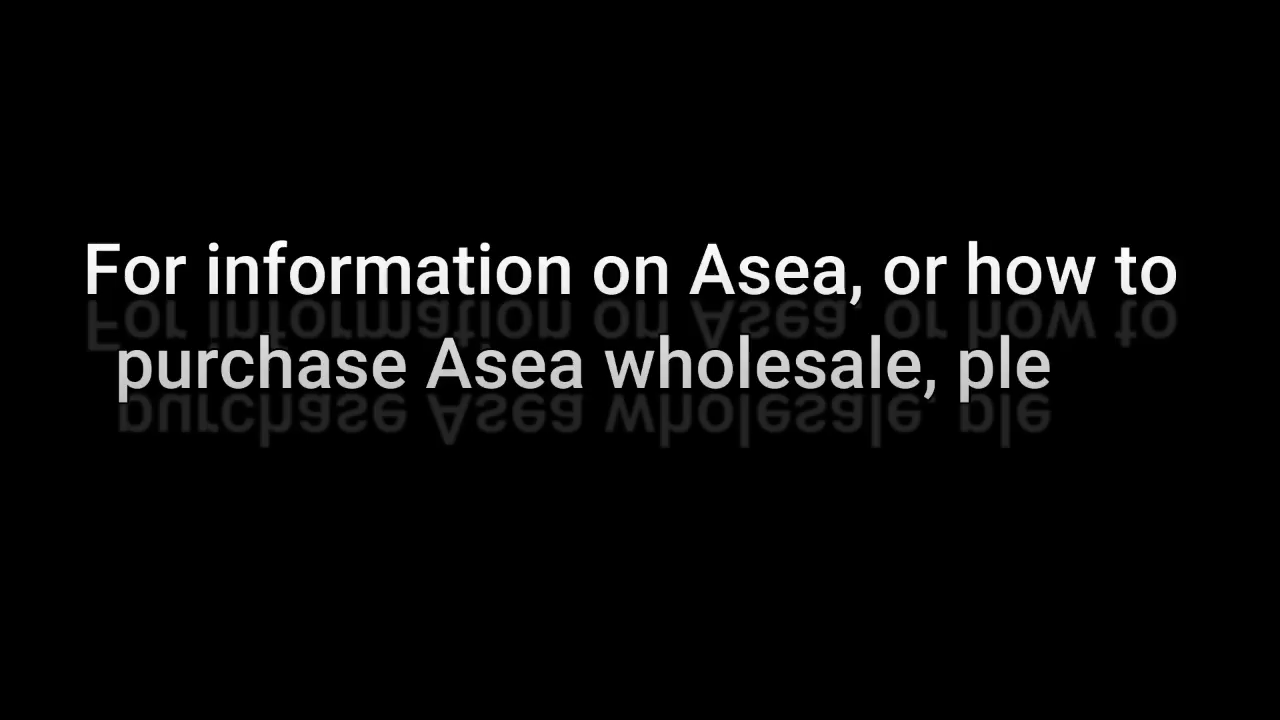 For information on Asea, or how to
purchase Asea wholesale, ple